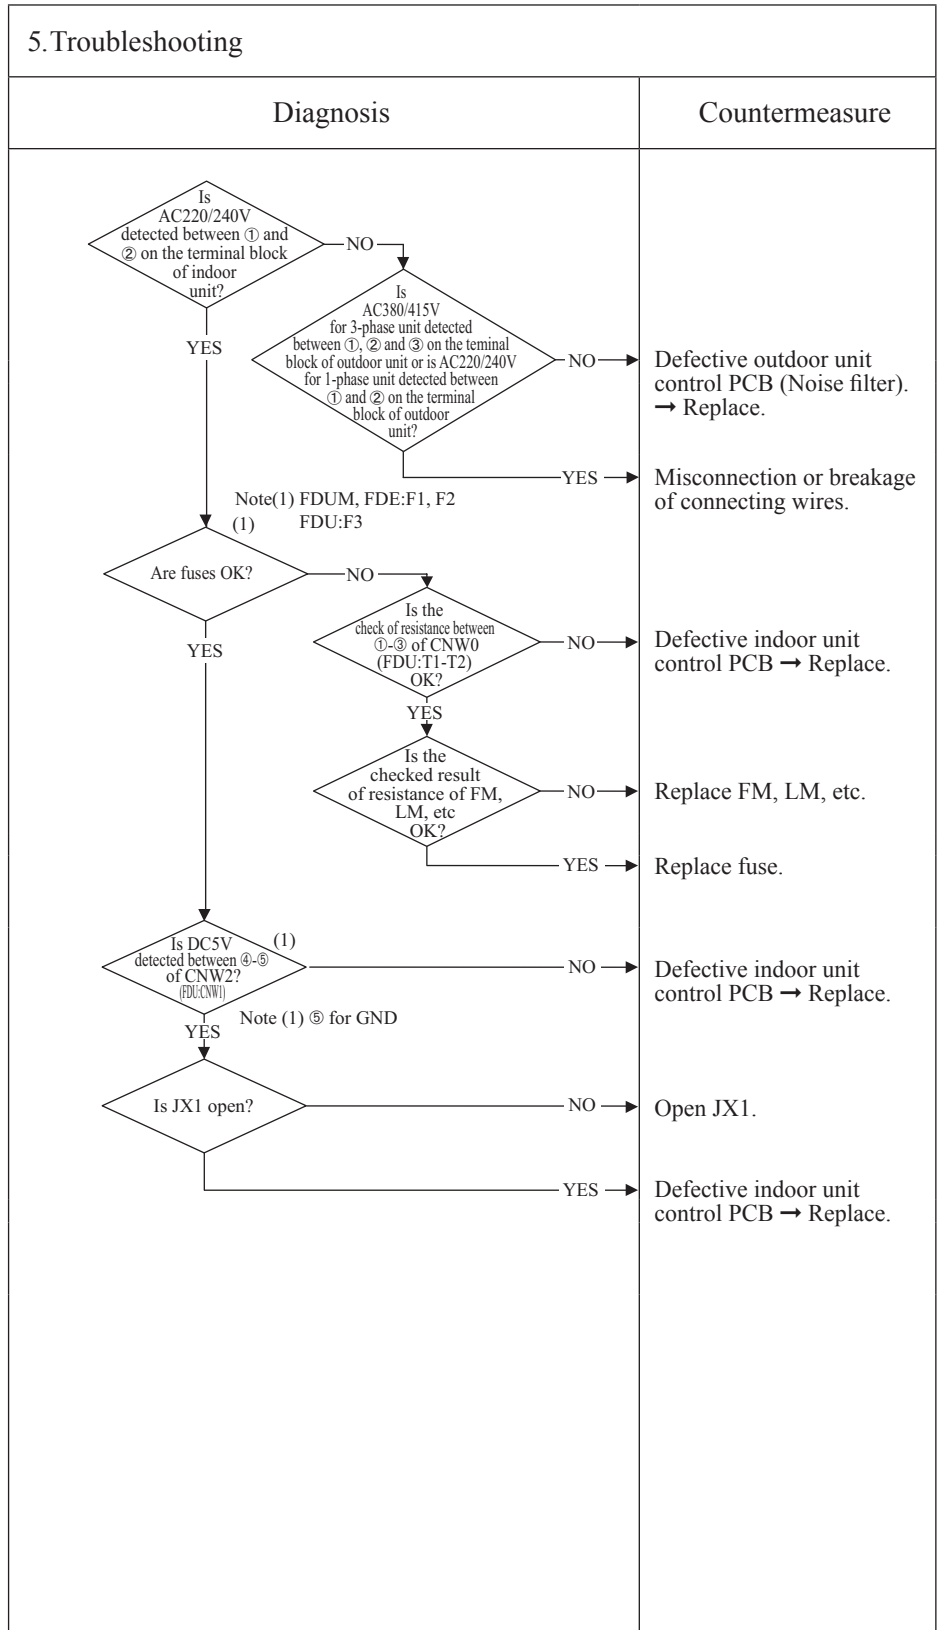 5.Troubleshooting
Diagnosis
Countermeasure
Is
AC220/240V
detected between ① and
② on the terminal block
of indoor
unit?
NO
YES
Is
AC380/415V
for 3-phase unit detected
between ①, ② and ③ on the teminal
block of outdoor unit or is AC220/240V
for 1-phase unit detected between
① and ② on the terminal
block of outdoor
unit?
NO
Defective outdoor unit
control PCB (Noise filter).
→ Replace.
YES
Misconnection or breakage
of connecting wires.
Note(1) FDUM, FDE:F1, F2
FDU:F3
(1)
Are fuses OK?
NO
YES
Is the
check of resistance between
①-③ of CNW0
(FDU:T1-T2)
OK?
NO
Defective indoor unit
control PCB → Replace.
YES
Is the
checked result
of resistance of FM,
LM, etc
OK?
NO
Replace FM, LM, etc.
YES
Replace fuse.
Is DC5V
detected between ④-⑤
of CNW2?
(FDU:CNW1)
(1)
NO
Defective indoor unit
control PCB → Replace.
Note (1) ⑤ for GND
YES
Is JX1 open?
NO
Open JX1.
YES
Defective indoor unit
control PCB → Replace.